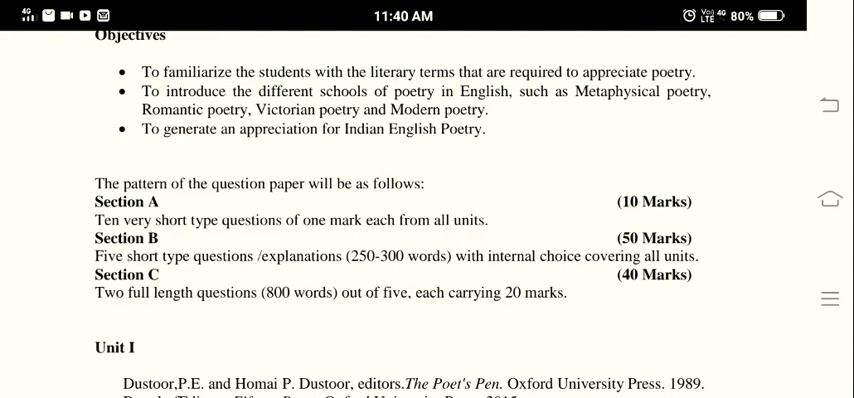 4G 11:40 AM Vo) LTE 4G 80%
Objectives
• To familiarize the students with the literary terms that are required to appreciate poetry.
• To introduce the different schools of poetry in English, such as Metaphysical poetry,
Romantic poetry, Victorian poetry and Modern poetry.
• To generate an appreciation for Indian English Poetry.
The pattern of the question paper will be as follows:
Section A (10 Marks)
Ten very short type questions of one mark each from all units.
Section B (50 Marks)
Five short type questions /explanations (250-300 words) with internal choice covering all units.
Section C (40 Marks)
Two full length questions (800 words) out of five, each carrying 20 marks.
Unit I
Dustoor,P.E. and Homai P. Dustoor, editors.The Poet's Pen. Oxford University Press. 1989.